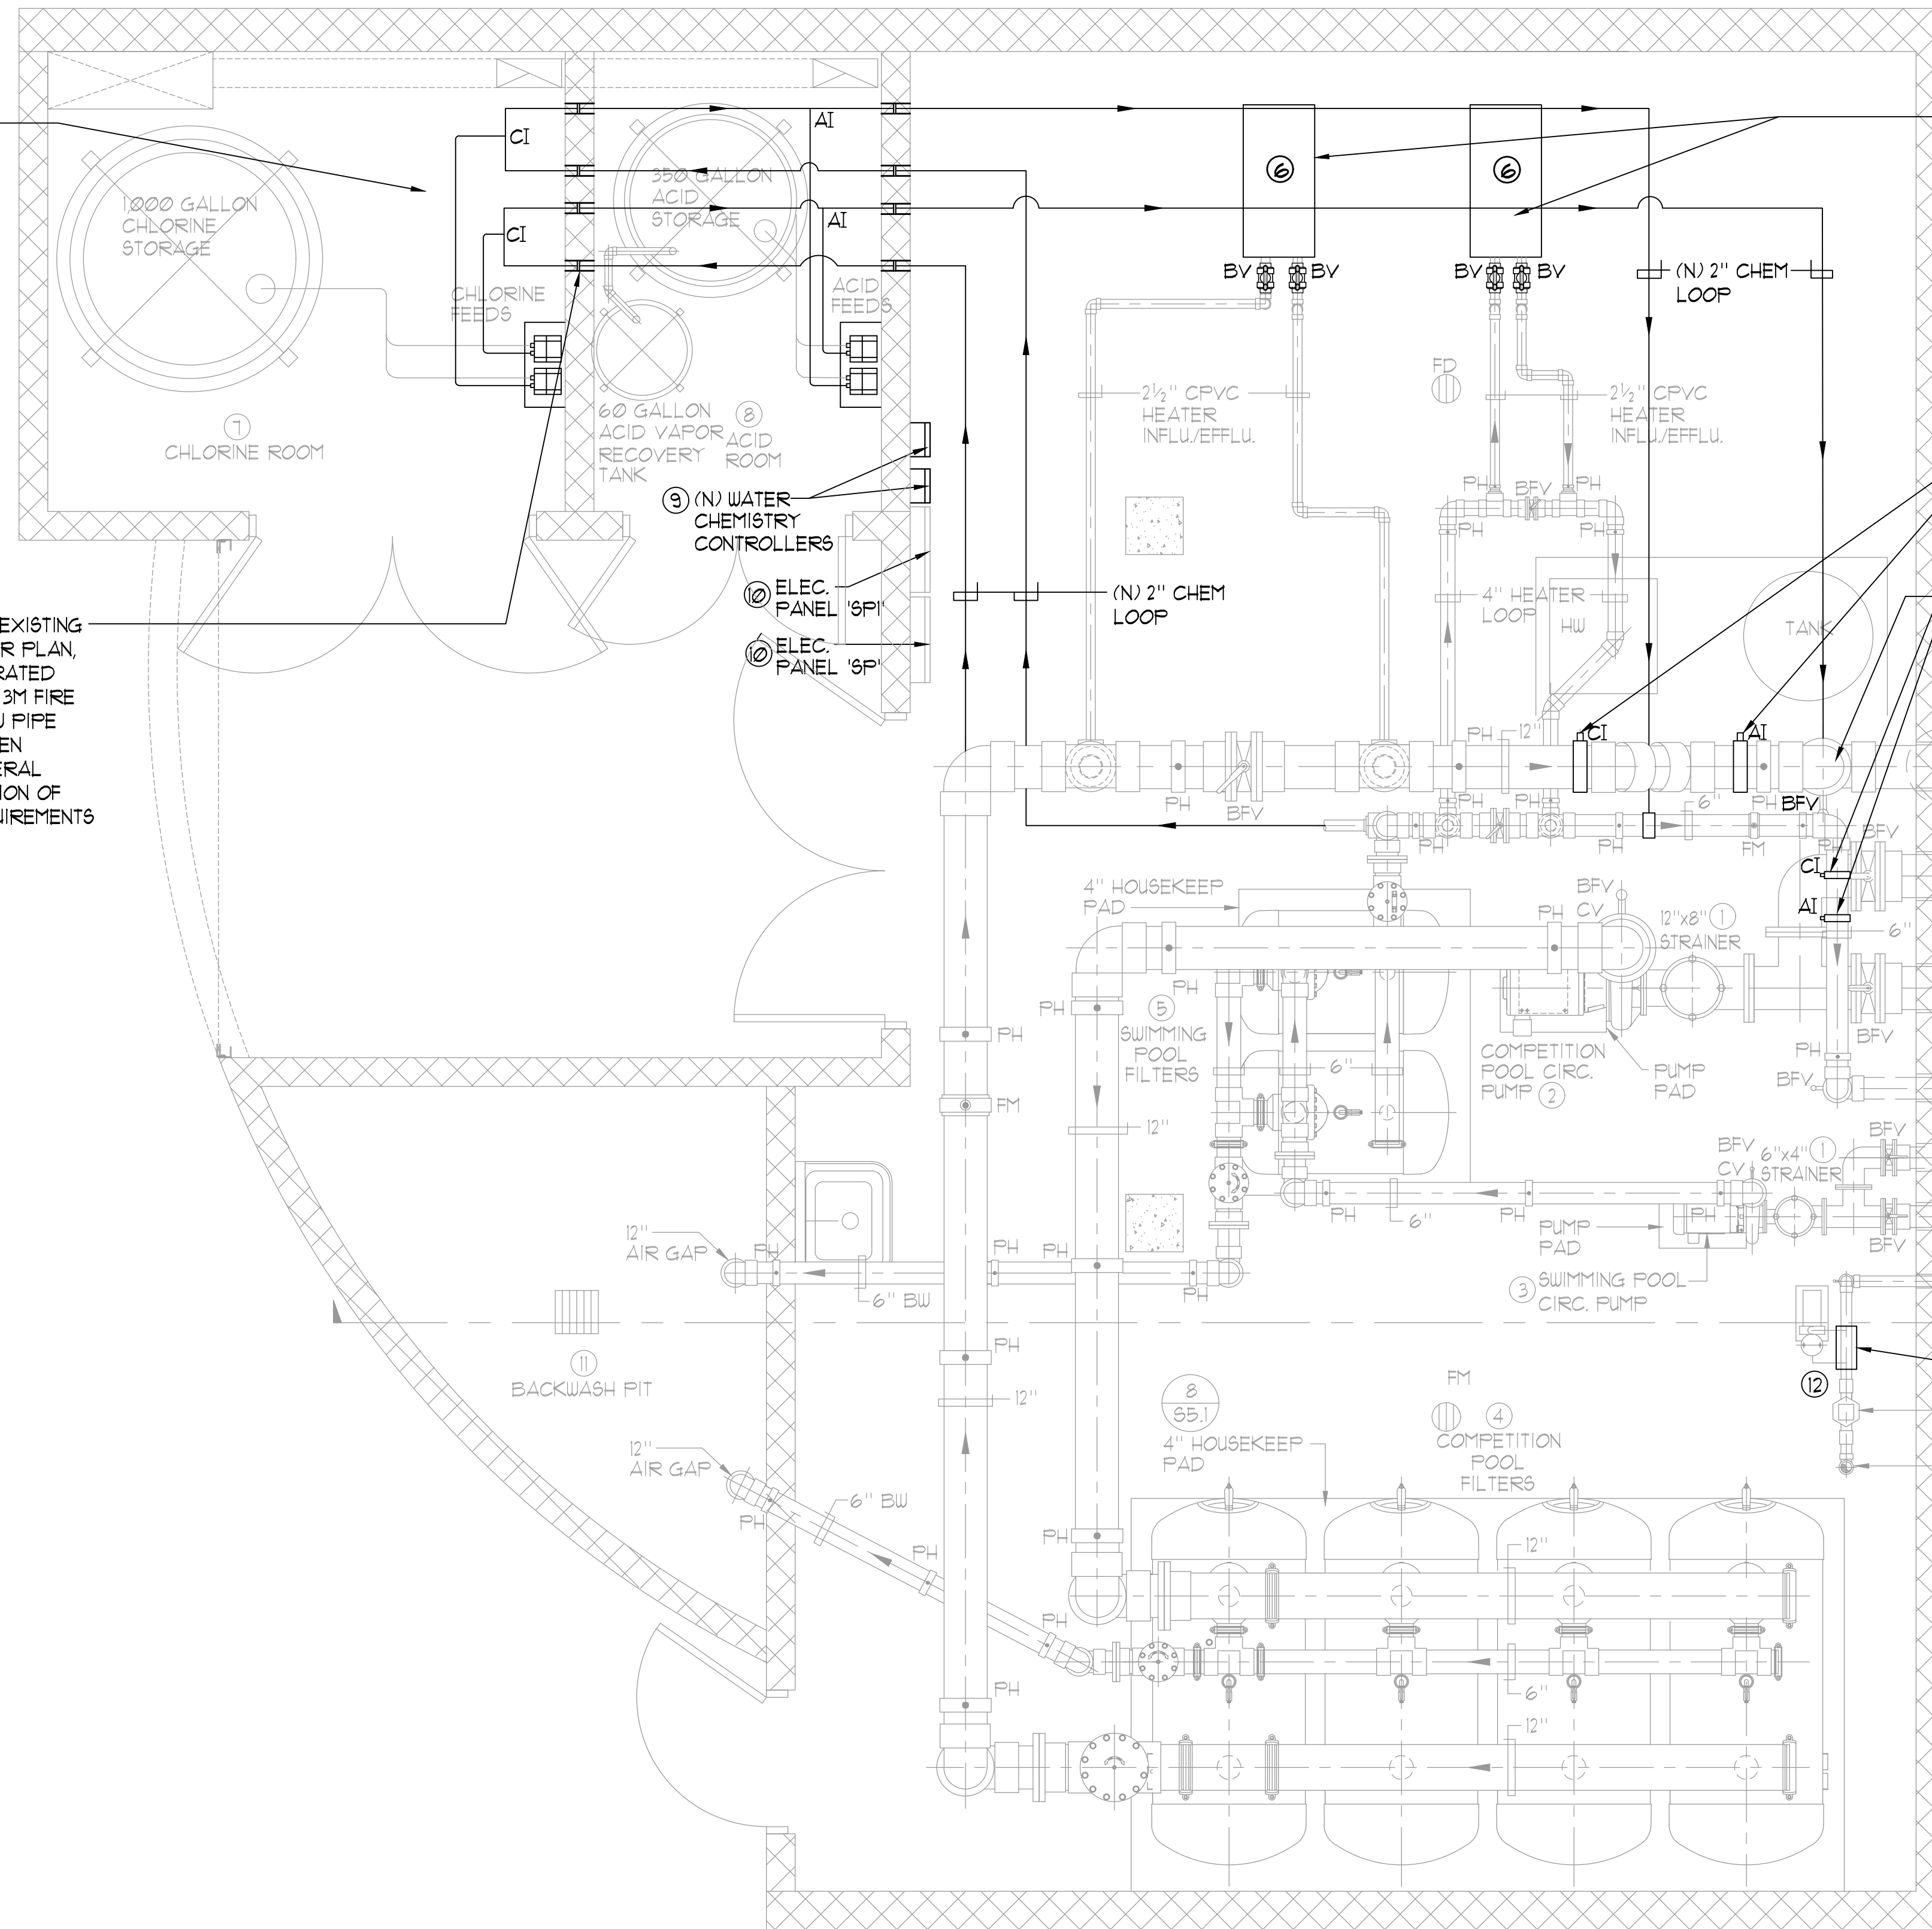 CI
AI
1,000 GALLON
CHLORINE
STORAGE
350 GALLON
ACID
STORAGE
CI
AI
6
6
BV
BV
BV
BV
(N) 2" CHEM
LOOP
CHLORINE
FEEDS
ACID
FEEDS
7
CHLORINE ROOM
60 GALLON
ACID VAPOR
RECOVERY
TANK
8
ACID
ROOM
2½" CPVC
HEATER
INFLU./EFFLU.
FD
2½" CPVC
HEATER
INFLU./EFFLU.
PH
BFV
PH
PH
PH
9 (N) WATER
CHEMISTRY
CONTROLLERS
10 ELEC.
PANEL 'SP1'
10 ELEC.
PANEL 'SP'
(N) 2" CHEM
LOOP
4" HEATER
LOOP
HW
TANK
EXISTING
R PLAN,
RATED
3M FIRE
U PIPE
EN
ERAL
ION OF
UIREMENTS
PH
12"
CI
AI
PH
BFV
PH
PH
6"
PH
BFV
PH
PH
FM
PH
BFV
CI
AI
6"
4" HOUSEKEEP
PAD
BFV
CV
PH
12"x8" 1
STRAINER
PH
PH
5
SWIMMING
POOL
FILTERS
6"
PH
FM
12"
COMPETITION
POOL CIRC.
PUMP 2
PUMP
PAD
BFV
PH
BFV
BFV
CV
6"x4" 1
STRAINER
BFV
BFV
PH
6"
PH
PH
PUMP
PAD
3 SWIMMING POOL
CIRC. PUMP
12"
AIR GAP
PH
PH
PH
PH
6" BW
PH
11
BACKWASH PIT
12"
12
FM
8
S5.1
4" HOUSEKEEP
PAD
4
COMPETITION
POOL
FILTERS
12"
AIR GAP
6" BW
PH
PH
PH
PH
PH
12"
6"
12"